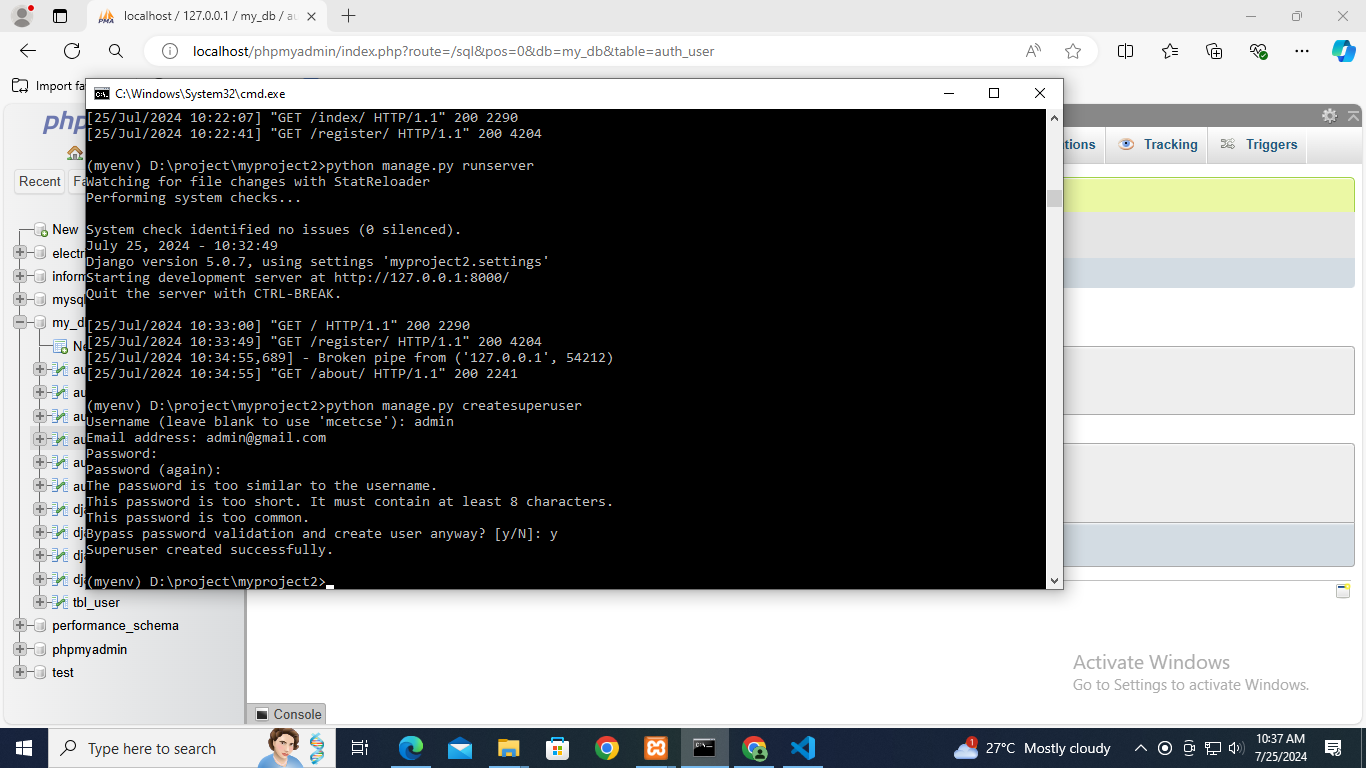 localhost / 127.0.0.1 / my_db / au
localhost/phpmyadmin/index.php?route=/sql&pos=0&db=my_db&table=auth_user
Import fa
C:\Windows\System32\cmd.exe
php
Recent
Fa
New
electr
inform
mysq
my_d
Ne
au
au
au
au
au
au
dj
dj
dj
dj
tbl_user
performance_schema
phpmyadmin
test
[25/Jul/2024 10:22:07] "GET /index/ HTTP/1.1" 200 2290
[25/Jul/2024 10:22:41] "GET /register/ HTTP/1.1" 200 4204
(myenv) D:\project\myproject2>python manage.py runserver
Watching for file changes with StatReloader
Performing system checks...
System check identified no issues (0 silenced).
July 25, 2024 - 10:32:49
Django version 5.0.7, using settings 'myproject2.settings'
Starting development server at http://127.0.0.1:8000/
Quit the server with CTRL-BREAK.
[25/Jul/2024 10:33:00] "GET / HTTP/1.1" 200 2290
[25/Jul/2024 10:33:49] "GET /register/ HTTP/1.1" 200 4204
[25/Jul/2024 10:34:55,689] - Broken pipe from ('127.0.0.1', 54212)
[25/Jul/2024 10:34:55] "GET /about/ HTTP/1.1" 200 2241
(myenv) D:\project\myproject2>python manage.py createsuperuser
Username (leave blank to use 'mcetcse'): admin
Email address: admin@gmail.com
Password:
Password (again):
The password is too similar to the username.
This password is too short. It must contain at least 8 characters.
This password is too common.
Bypass password validation and create user anyway? [y/N]: y
Superuser created successfully.
(myenv) D:\project\myproject2>
tions
Tracking
Triggers
Activate Windows
Go to Settings to activate Windows.
Console
Type here to search
27°C Mostly cloudy
10:37 AM
7/25/2024